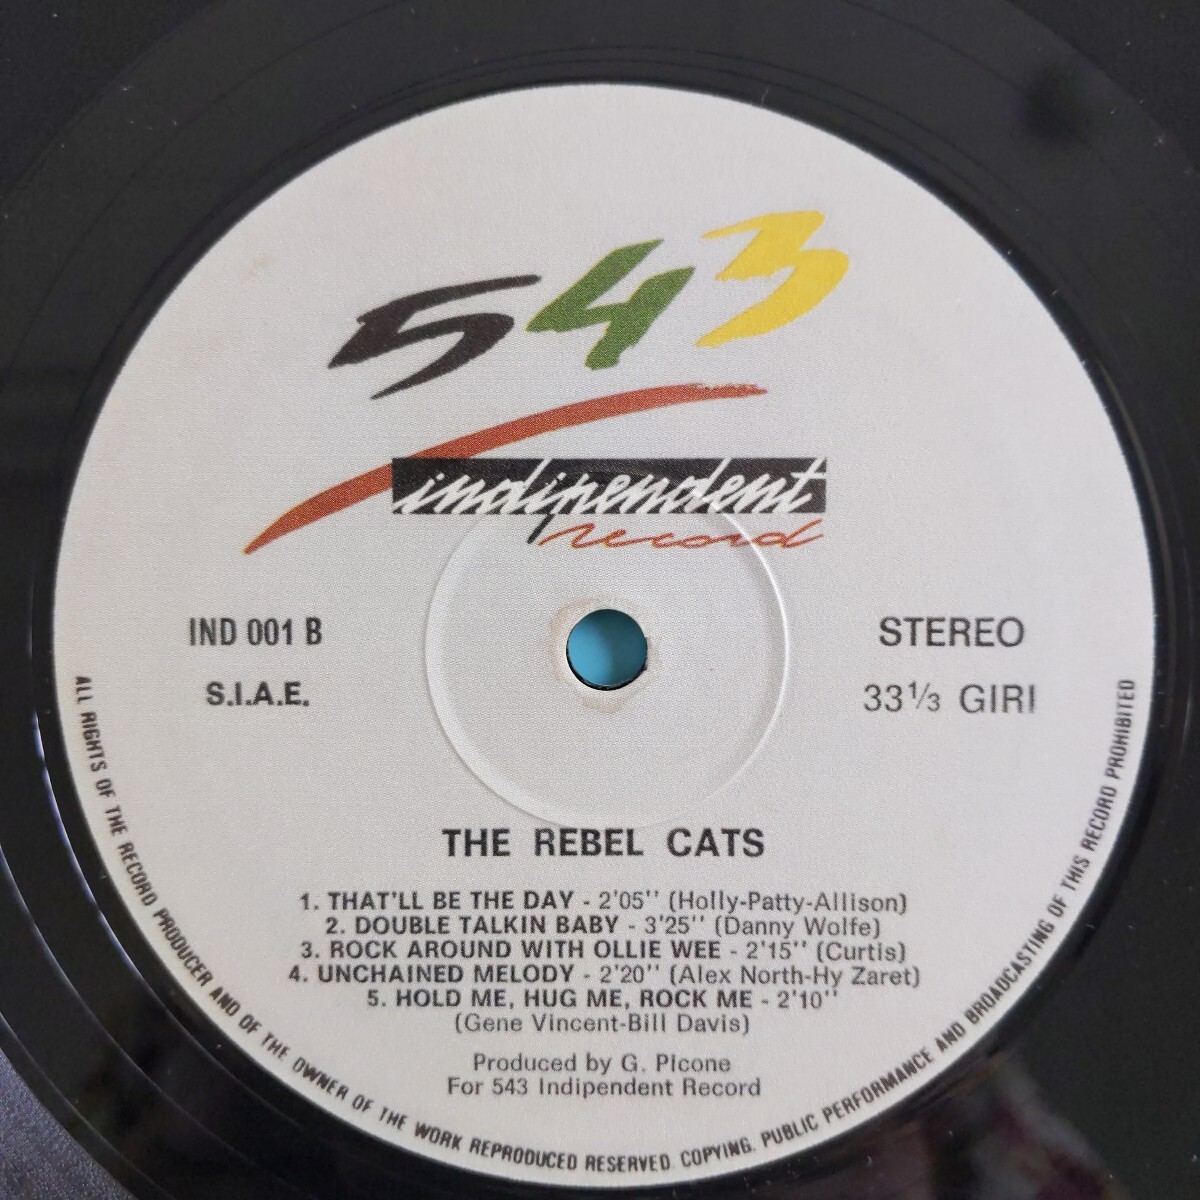 543
indipendent
record
IND 001 B
S.I.A.E.
STEREO
33⅓ GIRI
THE REBEL CATS
1. THAT'LL BE THE DAY - 2'05'' (Holly-Patty-Allison)
2. DOUBLE TALKIN BABY - 3'25'' (Danny Wolfe)
3. ROCK AROUND WITH OLLIE WEE - 2'15'' (Curtis)
4. UNCHAINED MELODY - 2'20'' (Alex North-Hy Zaret)
5. HOLD ME, HUG ME, ROCK ME - 2'10''
(Gene Vincent-Bill Davis)
Produced by G. Picone
For 543 Indipendent Record
ALL RIGHTS OF THE RECORD PRODUCER AND OF THE OWNER OF THE WORK REPRODUCED RESERVED. COPYING, PUBLIC PERFORMANCE AND BROADCASTING OF THIS RECORD PROHIBITED